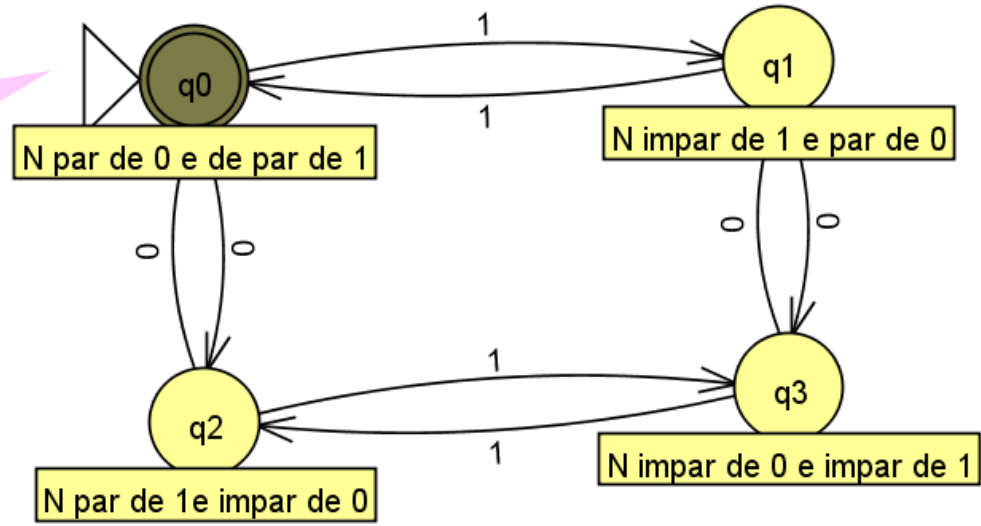 1
q0
q1
1
N par de 0 e de par de 1
N impar de 1 e par de 0
0
0
0
0
1
q2
q3
1
N par de 1e impar de 0
N impar de 0 e impar de 1